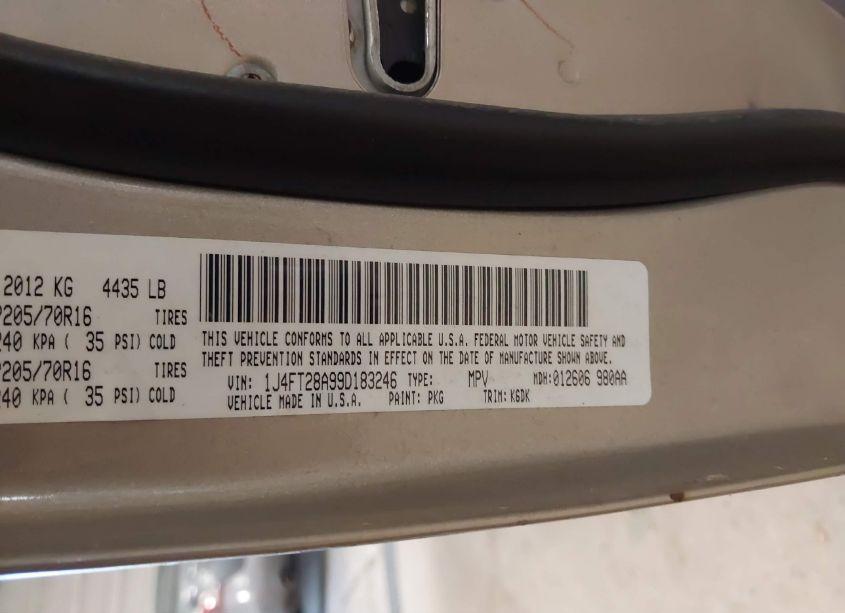 2012 KG 4435 LB
P205/70R16 TIRES
240 KPA ( 35 PSI) COLD
P205/70R16 TIRES
240 KPA ( 35 PSI) COLD
THIS VEHICLE CONFORMS TO ALL APPLICABLE U.S.A. FEDERAL MOTOR VEHICLE SAFETY AND
THEFT PREVENTION STANDARDS IN EFFECT ON THE DATE OF MANUFACTURE SHOWN ABOVE.
VIN: 1J4FT28A99D183246 TYPE: MPV MDH:012606 980AA
VEHICLE MADE IN U.S.A. PAINT: PKG TRIM: K6DK